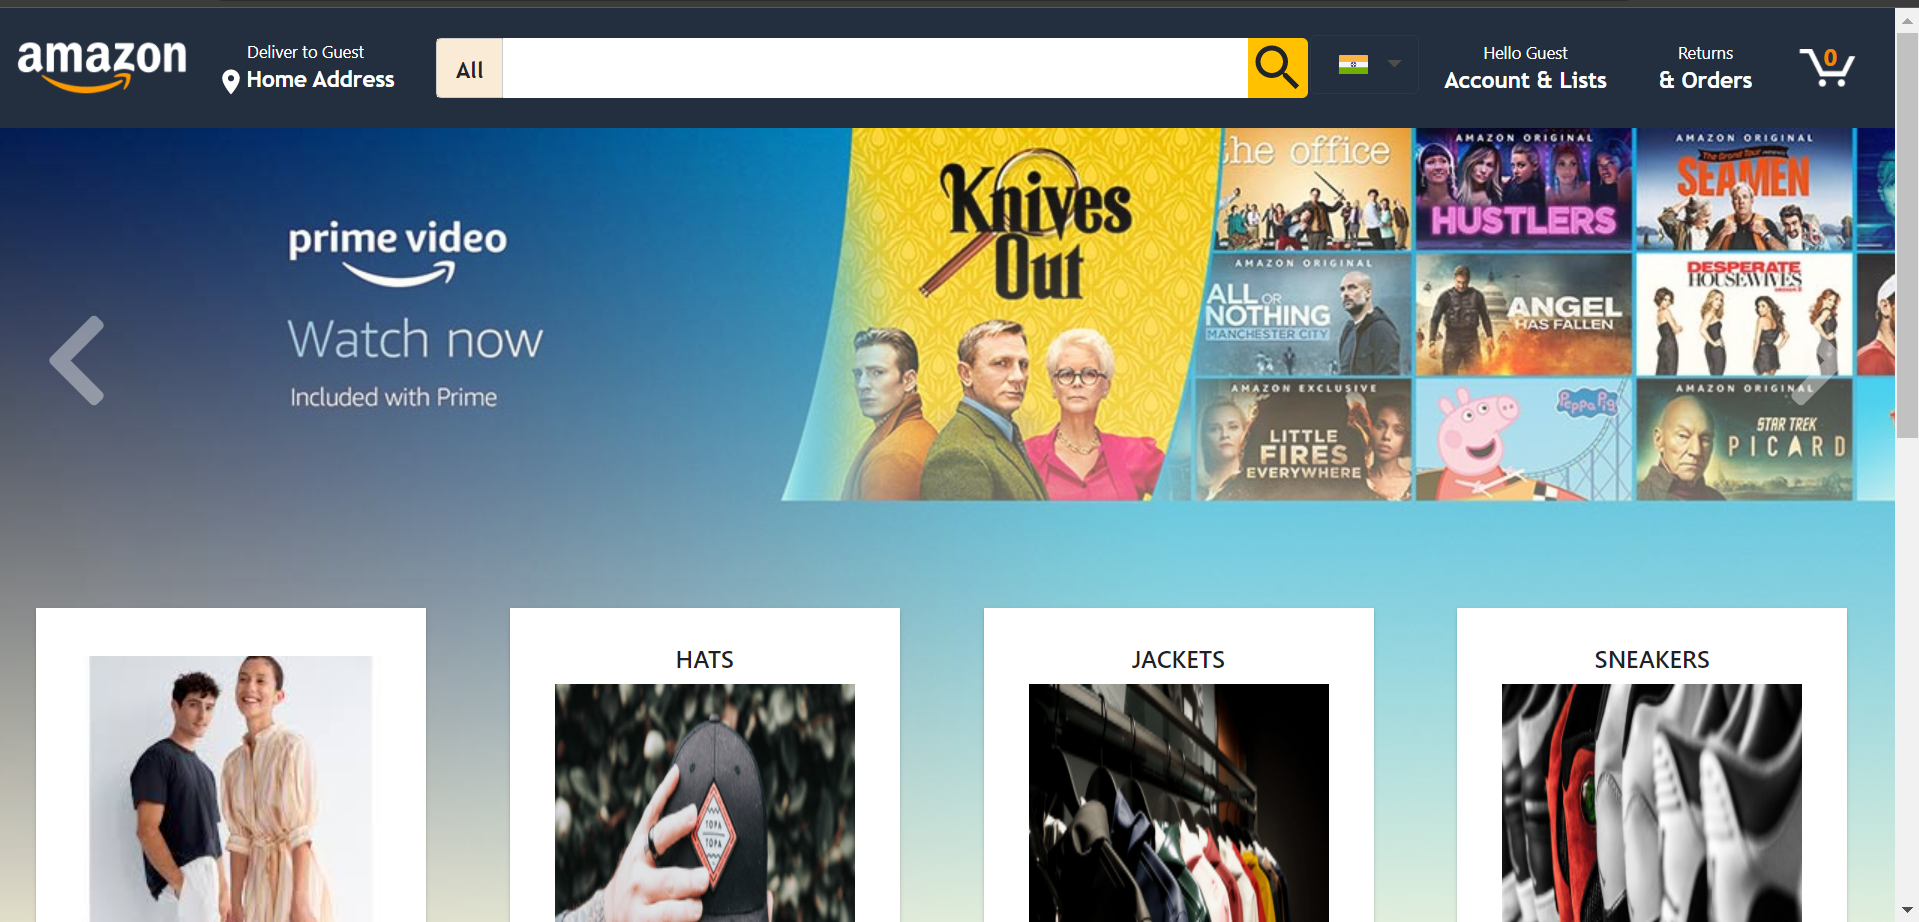 amazon
Deliver to Guest
Home Address
All
Hello Guest
Account & Lists
Returns
& Orders
0
prime video
Watch now
Included with Prime
Knives
Out
the office
AMAZON ORIGINAL
HUSTLERS
AMAZON ORIGINAL
The Grand Tour PRESENTS
SEAMEN
AMAZON ORIGINAL
ALL OR
NOTHING
MANCHESTER CITY
ANGEL
HAS FALLEN
DESPERATE
HOUSEWIVES
AMAZON EXCLUSIVE
LITTLE
FIRES
EVERYWHERE
Peppa Pig
AMAZON ORIGINAL
STAR TREK
PICARD
HATS
JACKETS
SNEAKERS
TOPA
TOPA